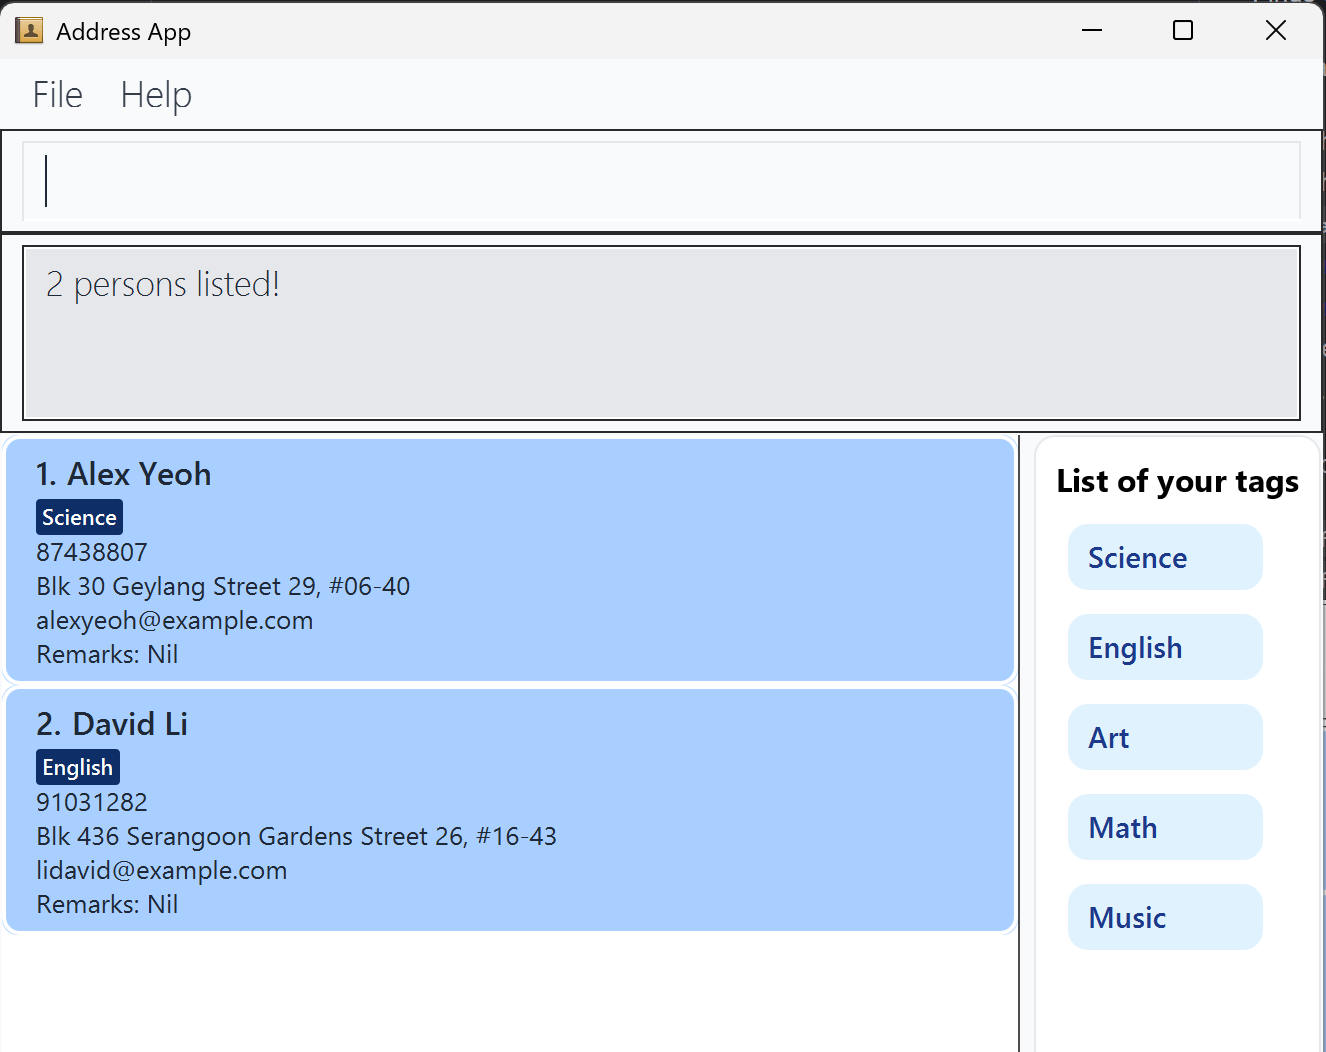 Address App
File Help
2 persons listed!
1. Alex Yeoh
Science
87438807
Blk 30 Geylang Street 29, #06-40
alexyeoh@example.com
Remarks: Nil
2. David Li
English
91031282
Blk 436 Serangoon Gardens Street 26, #16-43
lidavid@example.com
Remarks: Nil
List of your tags
Science
English
Art
Math
Music